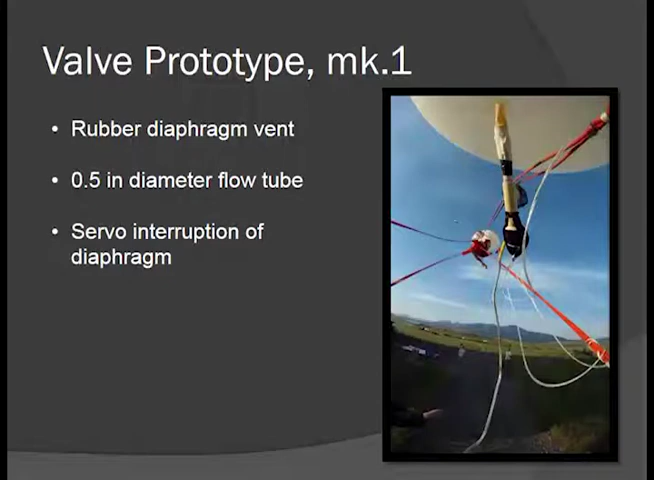 Valve Prototype, mk.1
• Rubber diaphragm vent
• 0.5 in diameter flow tube
• Servo interruption of
diaphragm